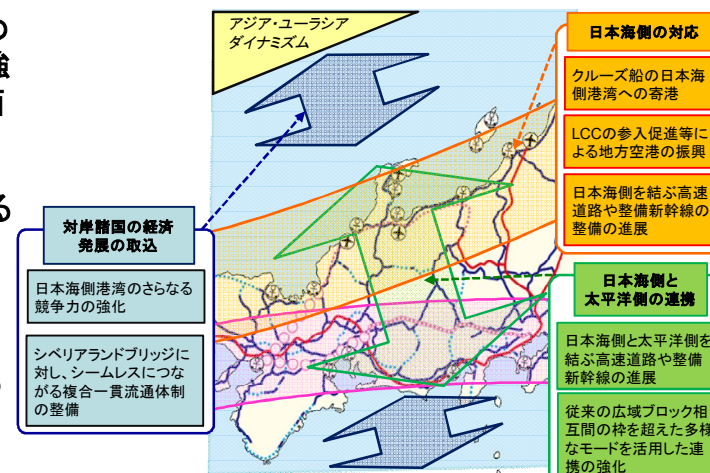 の
強
面
る
アジア・ユーラシア
ダイナミズム
対岸諸国の経済
発展の取込
日本海側港湾のさらなる
競争力の強化
シベリアランドブリッジに
対し、シームレスにつな
がる複合一貫流通体制
の整備
日本海側の対応
クルーズ船の日本海
側港湾への寄港
LCCの参入促進等に
よる地方空港の振興
日本海側を結ぶ高速
道路や整備新幹線の
整備の進展
日本海側と
太平洋側の連携
日本海側と太平洋側を
結ぶ高速道路や整備
新幹線の進展
従来の広域ブロック相
互間の枠を超えた多様
なモードを活用した連
携の強化